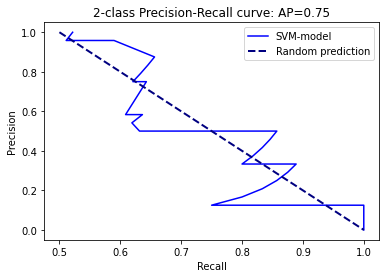 2-class Precision-Recall curve: AP=0.75
SVM-model
Random prediction
Precision
1.0
0.8
0.6
0.4
0.2
0.0
0.5 0.6 0.7 0.8 0.9 1.0
Recall